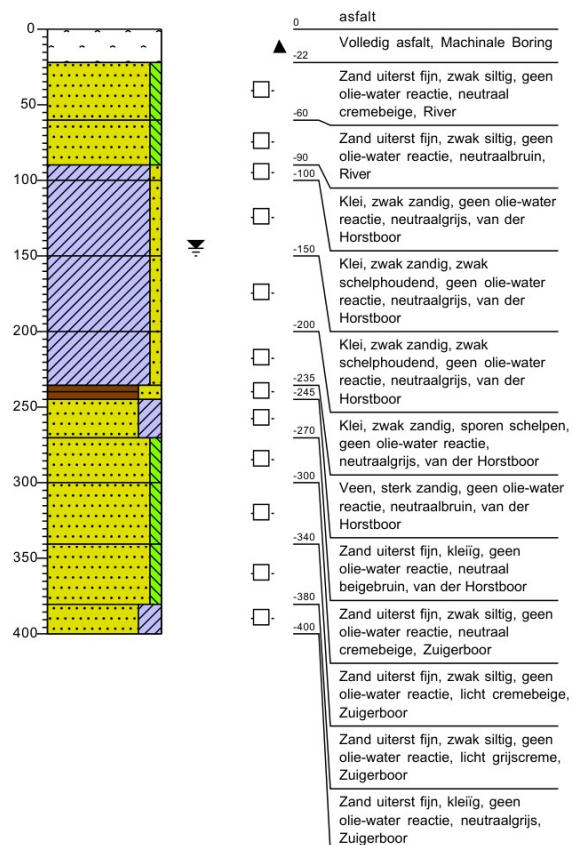 0
50
100
150
200
250
300
350
400
0
asfalt
Volledig asfalt, Machinale Boring
-22
Zand uiterst fijn, zwak siltig, geen
olie-water reactie, neutraal
cremebeige, River
-60
Zand uiterst fijn, zwak siltig, geen
olie-water reactie, neutraalbruin,
River
-90
-100
Klei, zwak zandig, geen olie-water
reactie, neutraalgrijs, van der
Horstboor
-150
Klei, zwak zandig, zwak
schelphoudend, geen olie-water
reactie, neutraalgrijs, van der
Horstboor
-200
Klei, zwak zandig, zwak
schelphoudend, geen olie-water
reactie, neutraalgrijs, van der
Horstboor
-235
-245
Klei, zwak zandig, sporen schelpen,
geen olie-water reactie,
neutraalgrijs, van der Horstboor
-270
Veen, sterk zandig, geen olie-water
reactie, neutraalbruin, van der
Horstboor
-300
Zand uiterst fijn, kleiïg, geen
olie-water reactie, neutraal
beigebruin, van der Horstboor
-340
Zand uiterst fijn, zwak siltig, geen
olie-water reactie, neutraal
cremebeige, Zuigerboor
-380
-400
Zand uiterst fijn, zwak siltig, geen
olie-water reactie, licht cremebeige,
Zuigerboor
Zand uiterst fijn, zwak siltig, geen
olie-water reactie, licht grijscreme,
Zuigerboor
Zand uiterst fijn, kleiïg, geen
olie-water reactie, neutraalgrijs,
Zuigerboor